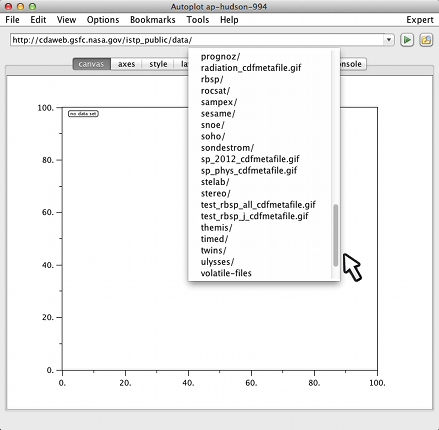 Autoplot ap-hudson-994
File Edit View Options Bookmarks Tools Help Expert
http://cdaweb.gsfc.nasa.gov/istp_public/data/
canvas axes style la onsole
prognoz/
radiation_cdfmetafile.gif
rbsp/
rocsat/
sampex/
sesame/
snoe/
soho/
sondestrom/
sp_2012_cdfmetafile.gif
sp_phys_cdfmetafile.gif
stelab/
stereo/
test_rbsp_all_cdfmetafile.gif
test_rbsp_j_cdfmetafile.gif
themis/
timed/
twins/
ulysses/
volatile-files
no data set
100.
80.
60.
40.
20.
0.
0. 20. 40. 60. 80. 100.